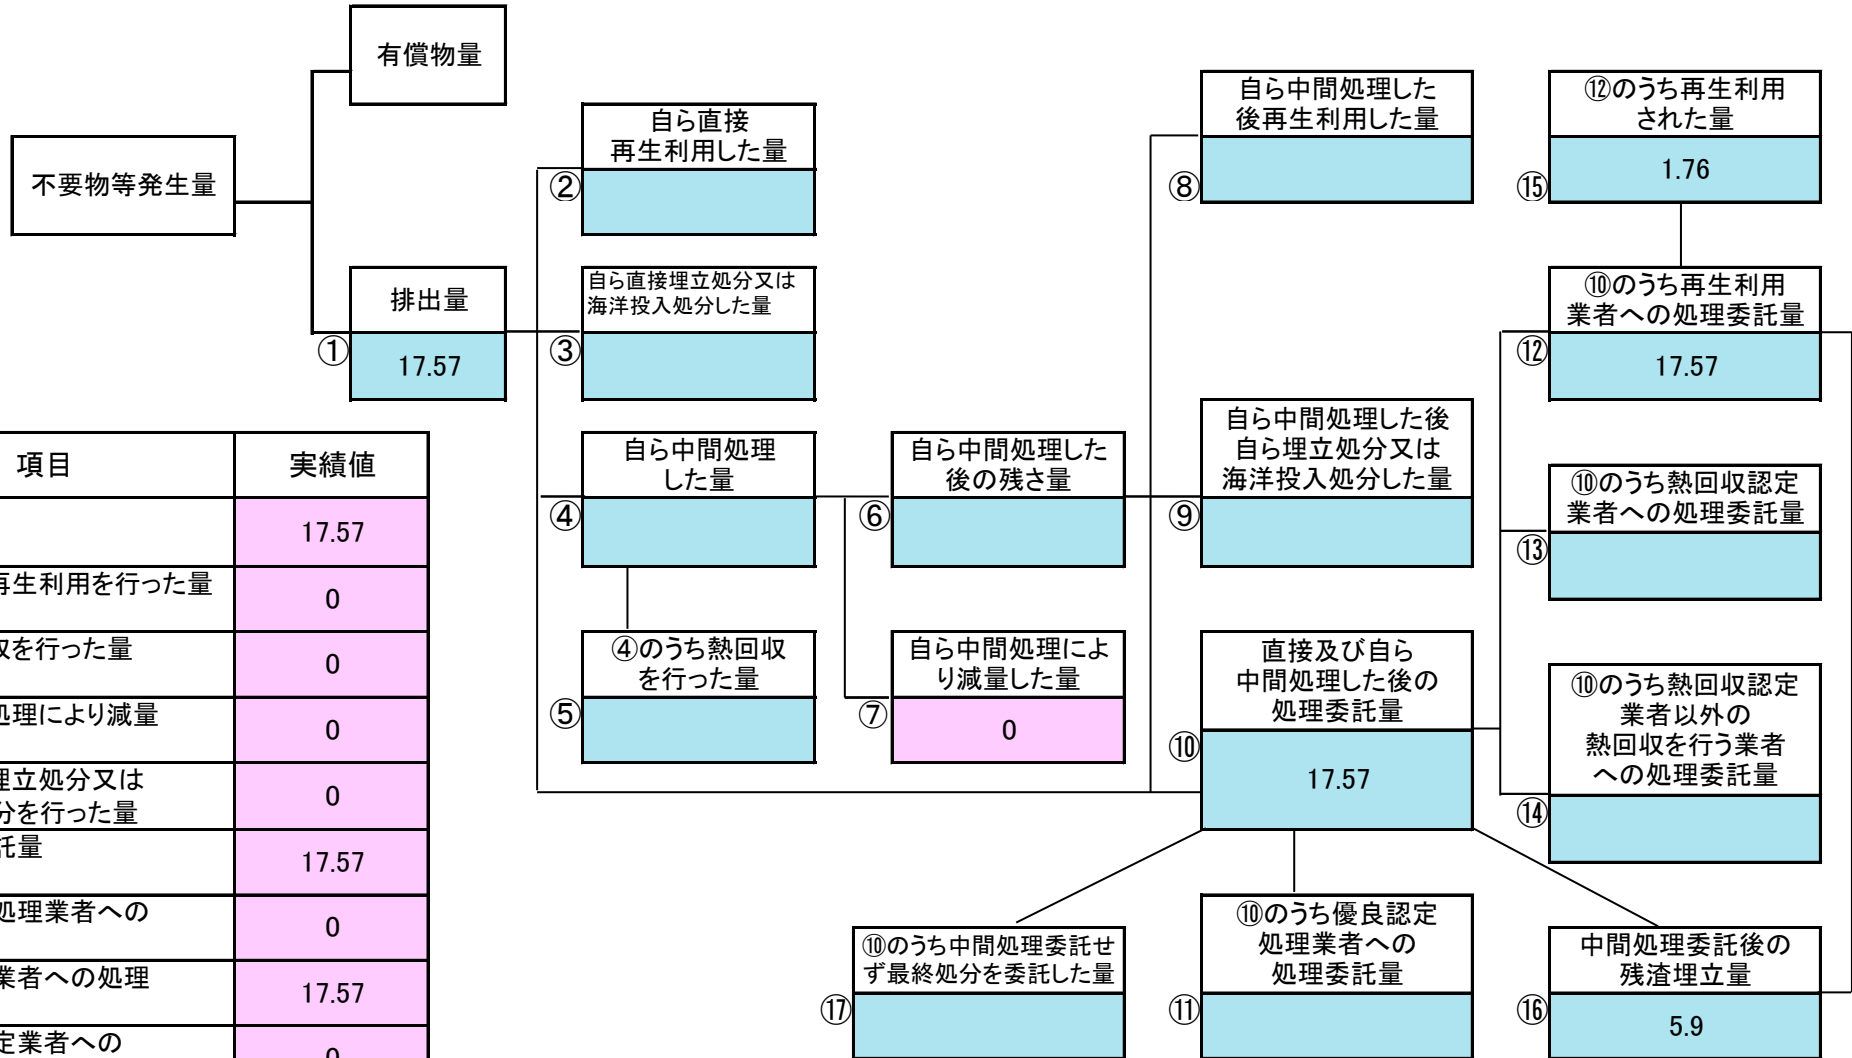 有償物量
不要物等発生量
排出量
①
17.57
自ら直接
再生利用した量
②
自ら直接埋立処分又は
海洋投入処分した量
③
自ら中間処理
した量
④
④のうち熱回収
を行った量
⑤
自ら中間処理した
後の残さ量
⑥
自ら中間処理によ
り減量した量
⑦
0
自ら中間処理した
後再生利用した量
⑧
自ら中間処理した後
自ら埋立処分又は
海洋投入処分した量
⑨
直接及び自ら
中間処理した後の
処理委託量
⑩
17.57
⑩のうち優良認定
処理業者への
処理委託量
⑪
⑩のうち中間処理委託せ
ず最終処分を委託した量
⑰
⑫のうち再生利用
された量
⑮
1.76
⑩のうち再生利用
業者への処理委託量
⑫
17.57
⑩のうち熱回収認定
業者への処理委託量
⑬
⑩のうち熱回収認定
業者以外の
熱回収を行う業者
への処理委託量
⑭
中間処理委託後の
残渣埋立量
⑯
5.9
項目 実績値
17.57
再生利用を行った量 0
収を行った量 0
処理により減量 0
埋立処分又は
分を行った量 0
託量 17.57
処理業者への 0
業者への処理 17.57
定業者への 0